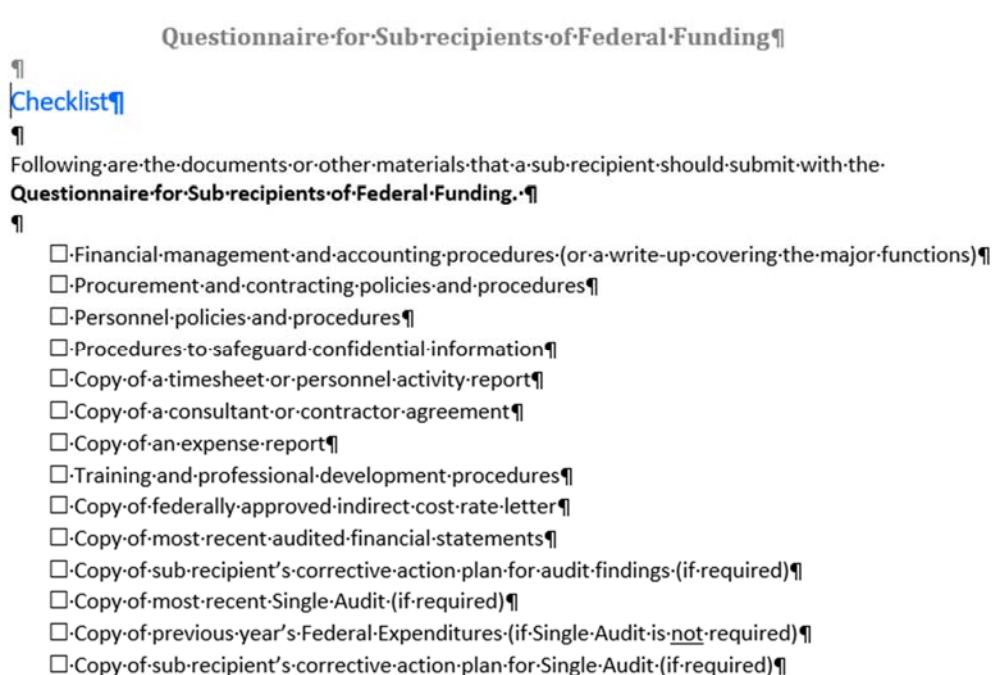 Questionnaire·for·Sub·recipients·of·Federal·Funding¶
¶
Checklist¶
¶
Following·are·the·documents·or·other·materials·that·a·sub·recipient·should·submit·with·the·
Questionnaire·for·Sub·recipients·of·Federal·Funding.·¶
¶
☐·Financial·management·and·accounting·procedures·(or·a·write-up·covering·the·major·functions)¶
☐·Procurement·and·contracting·policies·and·procedures¶
☐·Personnel·policies·and·procedures¶
☐·Procedures·to·safeguard·confidential·information¶
☐·Copy·of·a·timesheet·or·personnel·activity·report¶
☐·Copy·of·a·consultant·or·contractor·agreement¶
☐·Copy·of·an·expense·report¶
☐·Training·and·professional·development·procedures¶
☐·Copy·of·federally·approved·indirect·cost·rate·letter¶
☐·Copy·of·most·recent·audited·financial·statements¶
☐·Copy·of·sub·recipient’s·corrective·action·plan·for·audit·findings·(if·required)¶
☐·Copy·of·most·recent·Single·Audit·(if·required)¶
☐·Copy·of·previous·year’s·Federal·Expenditures·(if·Single·Audit·is·not·required)¶
☐·Copy·of·sub·recipient’s·corrective·action·plan·for·Single·Audit·(if·required)¶